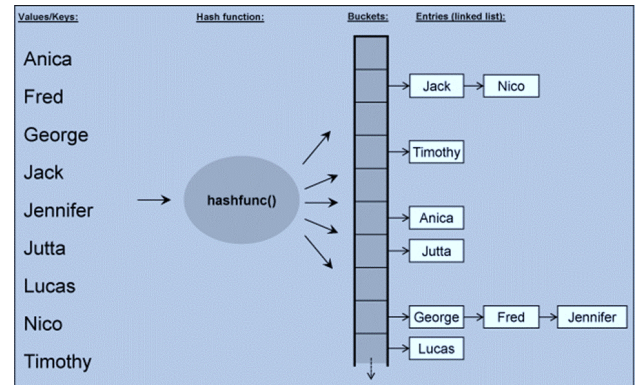 Values/Keys:
Hash function:
Buckets:
Entries (linked list):
Anica
Fred
George
Jack
Jennifer
Jutta
Lucas
Nico
Timothy
hashfunc()
Jack Nico
Timothy
Anica
Jutta
George Fred Jennifer
Lucas